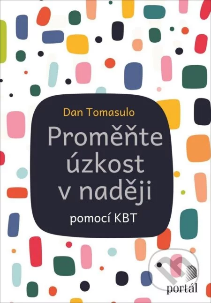 Dan Tomasulo
Proměňte
úzkost
v naději
pomocí KBT
portál